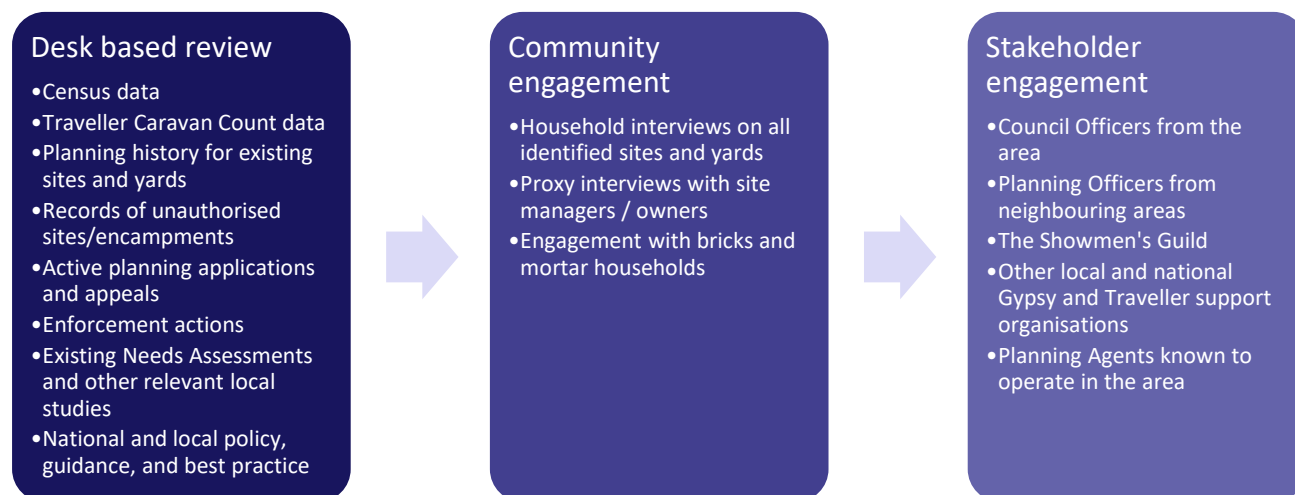 Desk based review
•Census data
•Traveller Caravan Count data
•Planning history for existing
sites and yards
•Records of unauthorised
sites/encampments
•Active planning applications
and appeals
•Enforcement actions
•Existing Needs Assessments
and other relevant local
studies
•National and local policy,
guidance, and best practice
Community
engagement
•Household interviews on all
identified sites and yards
•Proxy interviews with site
managers / owners
•Engagement with bricks and
mortar households
Stakeholder
engagement
•Council Officers from the
area
•Planning Officers from
neighbouring areas
•The Showmen's Guild
•Other local and national
Gypsy and Traveller support
organisations
•Planning Agents known to
operate in the area